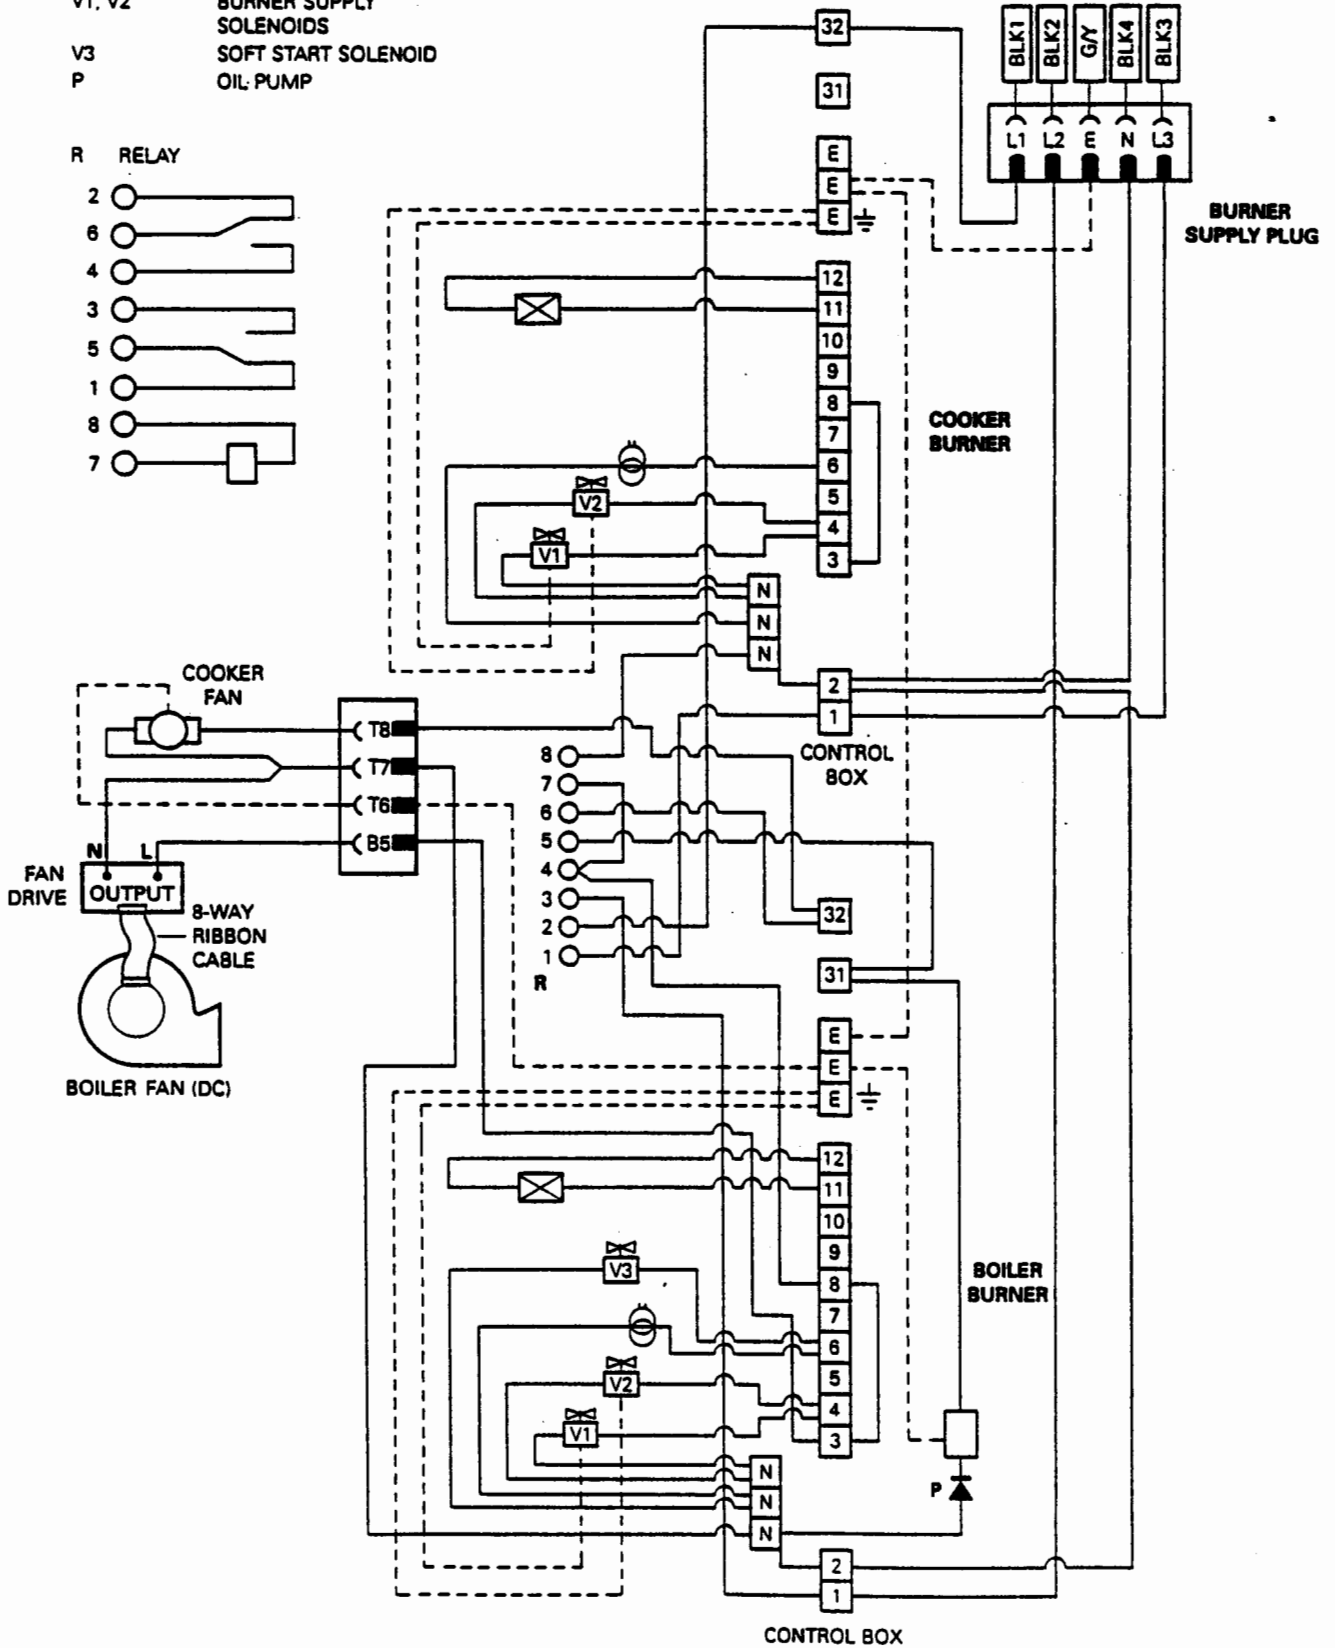 V1, V2 BURNER SUPPLY
SOLENOIDS
V3 SOFT START SOLENOID
P OIL PUMP
R RELAY
2
6
4
3
5
1
8
7
BLK1
BLK2
G/Y
BLK4
BLK3
L1 L2 E N L3
BURNER
SUPPLY PLUG
32
31
E
E
E
12
11
10
9
8
7
6
5
4
3
COOKER
BURNER
V2
V1
N
N
N
2
1
CONTROL
BOX
COOKER
FAN
T8
T7
T6
B5
N L
FAN
DRIVE
OUTPUT
8-WAY
RIBBON
CABLE
BOILER FAN (DC)
8
7
6
5
4
3
2
1
R
32
31
E
E
E
12
11
10
9
8
7
6
5
4
3
BOILER
BURNER
V3
V2
V1
P
N
N
N
2
1
CONTROL BOX